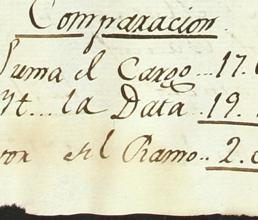 Comparacion
Suma el Cargo .. 17.
Yt... la Data 19.
el Ramo .. 2.